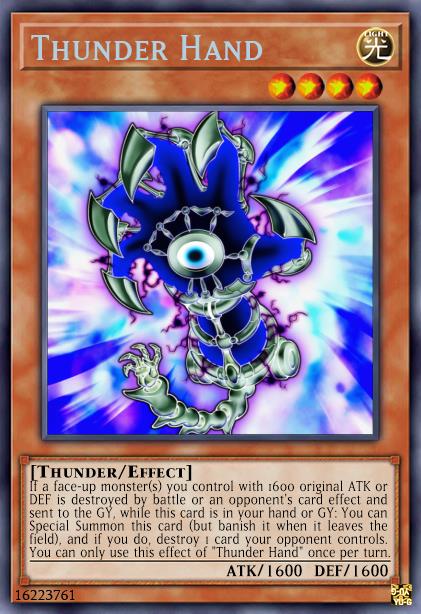 THUNDER HAND
LIGHT
光
[THUNDER/EFFECT]
If a face-up monster(s) you control with 1600 original ATK or
DEF is destroyed by battle or an opponent's card effect and
sent to the GY, while this card is in your hand or GY: You can
Special Summon this card (but banish it when it leaves the
field), and if you do, destroy 1 card your opponent controls.
You can only use this effect of "Thunder Hand" once per turn.
ATK/1600 DEF/1600
16223761